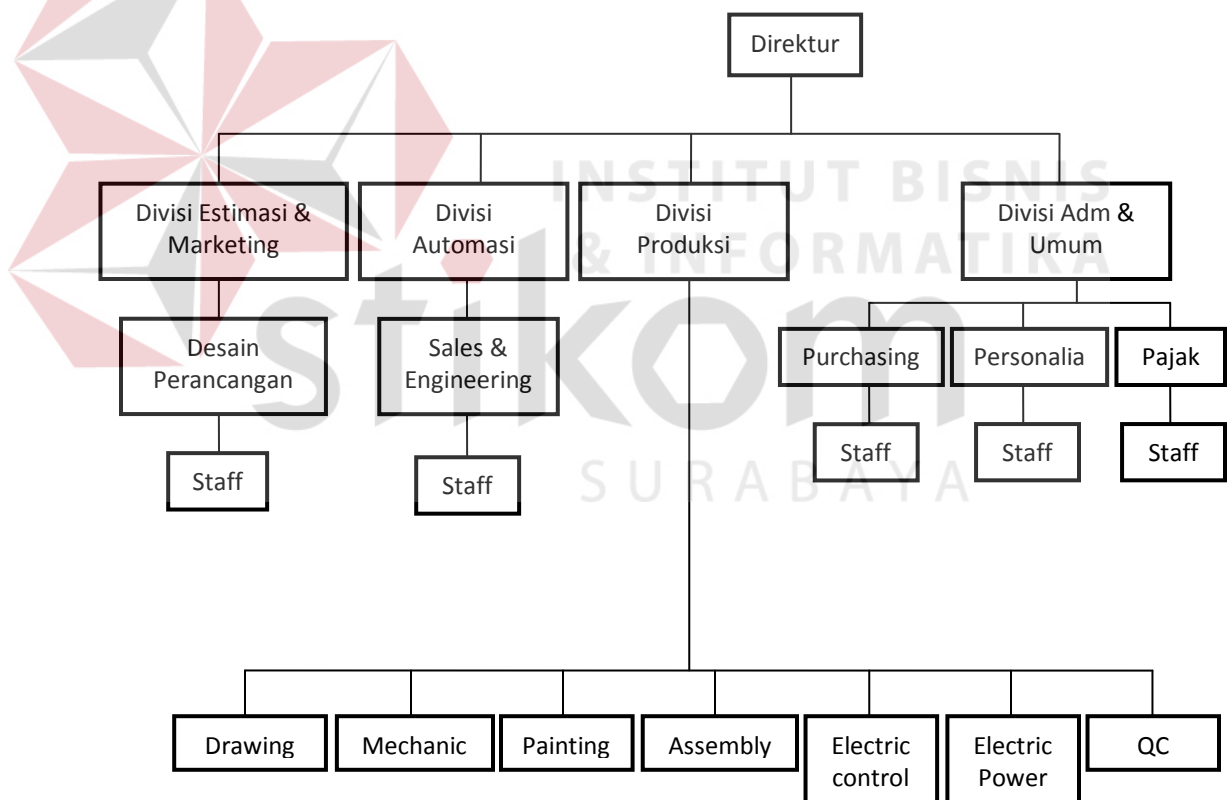 Direktur
INSTITUT BISNIS
& INFORMATIKA
stikom
SURABAYA
Divisi Estimasi &
Marketing
Divisi
Automasi
Divisi
Produksi
Divisi Adm &
Umum
Desain
Perancangan
Sales &
Engineering
Purchasing
Personalia
Pajak
Staff
Staff
Staff
Staff
Staff
Drawing
Mechanic
Painting
Assembly
Electric
control
Electric
Power
QC